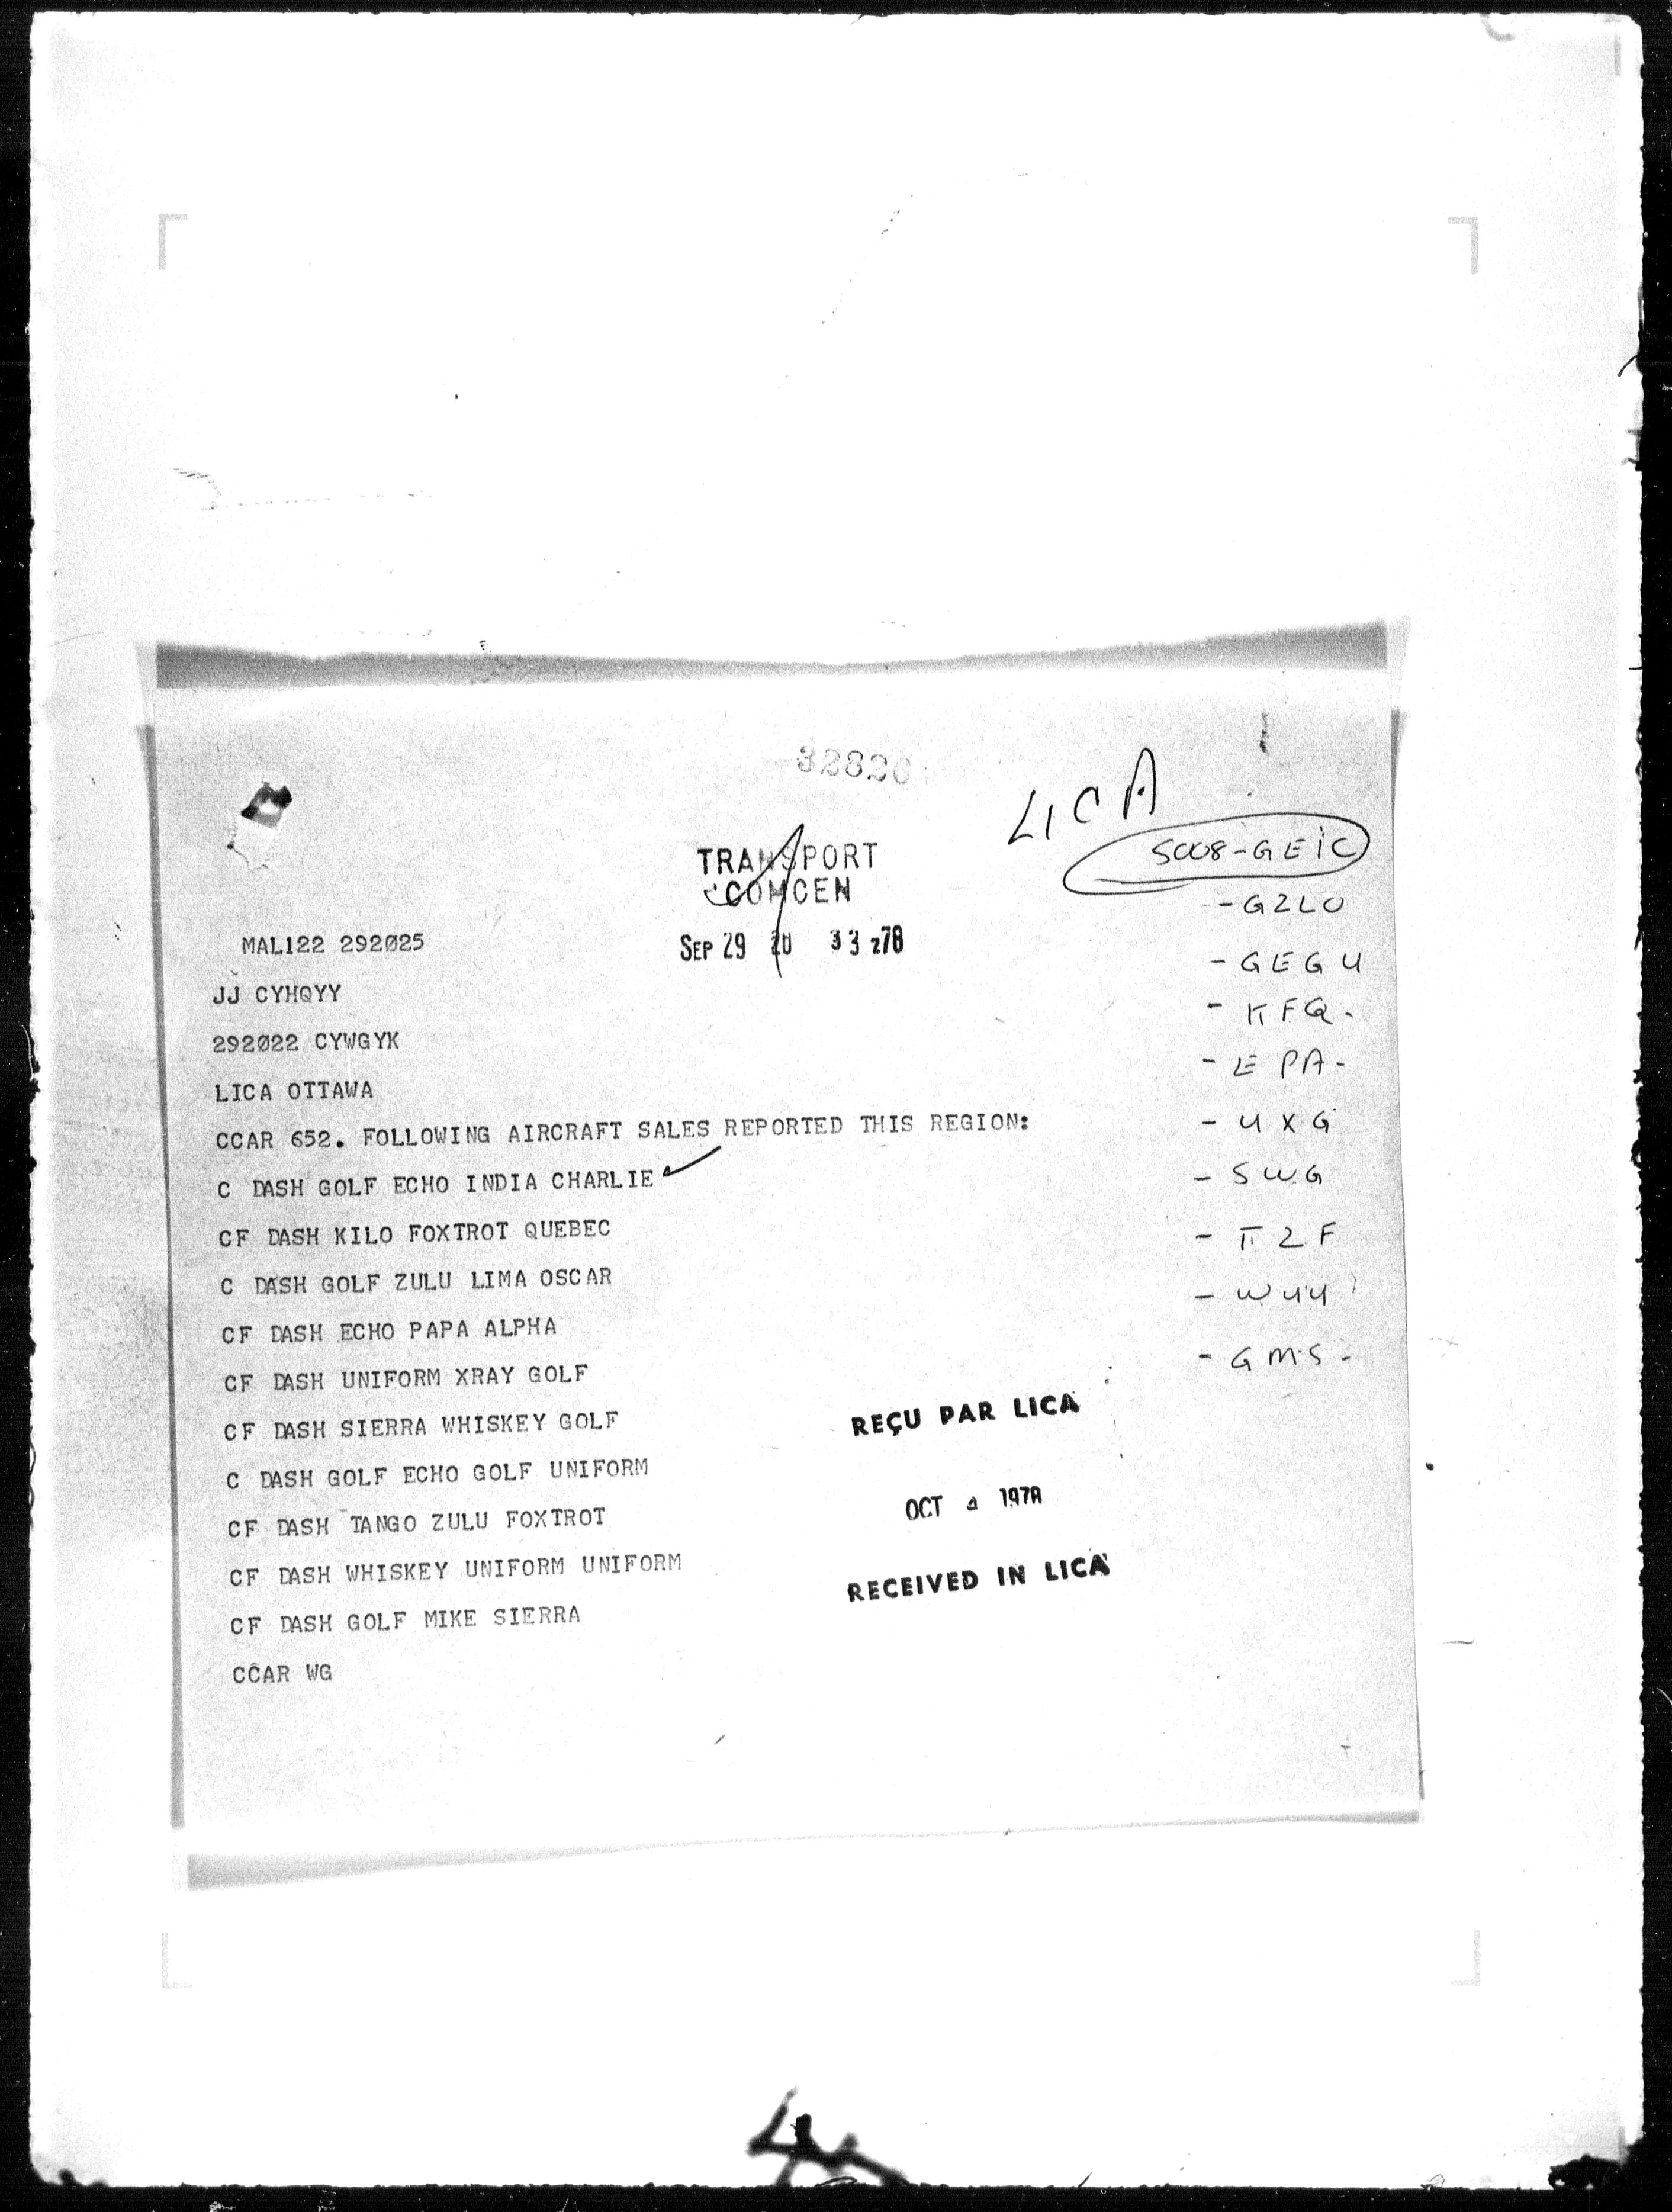 32826
LICA
TRANSPORT
COMCEN
5008-GEIC
-GZLO
MAL122 292025
SEP 29 20 33 Z78
-GEGU
JJ CYHQYY
- KFQ-
292022 CYWGYK
- EPA-
LICA OTTAWA
CCAR 652. FOLLOWING AIRCRAFT SALES REPORTED THIS REGION:
- UXG
C DASH GOLF ECHO INDIA CHARLIE
- SWG
CF DASH KILO FOXTROT QUEBEC
- TZF
C DASH GOLF ZULU LIMA OSCAR
- WUU
CF DASH ECHO PAPA ALPHA
- GMS-
CF DASH UNIFORM XRAY GOLF
REÇU PAR LICA
CF DASH SIERRA WHISKEY GOLF
C DASH GOLF ECHO GOLF UNIFORM
OCT 4 1978
CF DASH TANGO ZULU FOXTROT
CF DASH WHISKEY UNIFORM UNIFORM
RECEIVED IN LICA
CF DASH GOLF MIKE SIERRA
CCAR WG